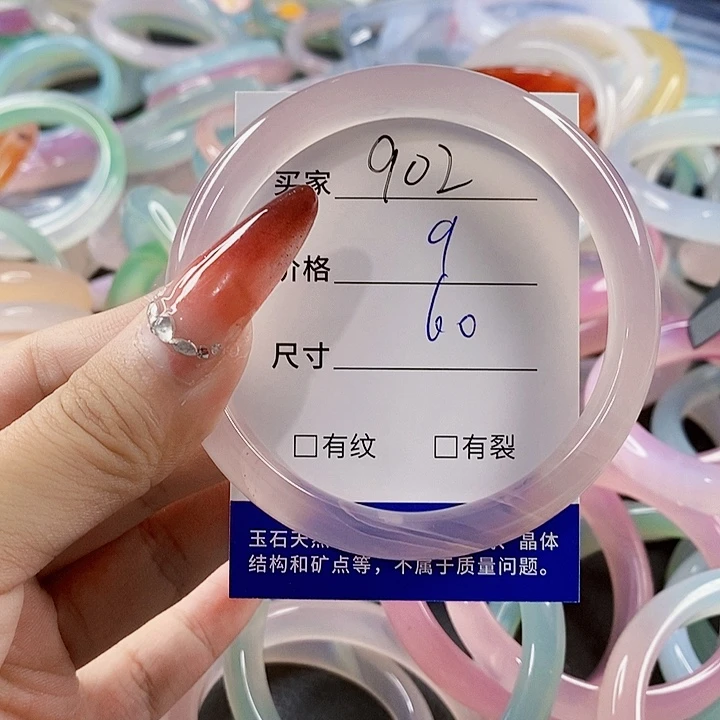 买家 902
价格 9
尺寸 60
□有纹 □有裂
玉石天然 、晶体
结构和矿点等，不属于质量问题。